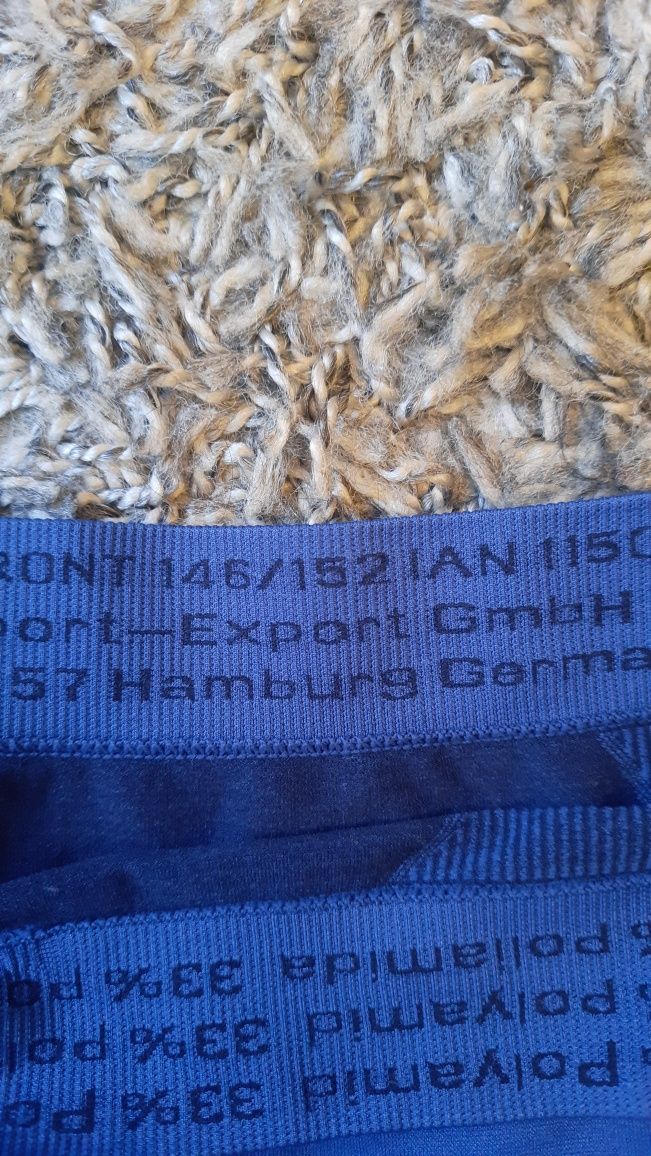 RONT 146/152 IAN 115
port-Export GmbH
57 Hamburg Germa
% Poliamida 33% Po
% Polyamid 33% Po
Polyamid 33% Po